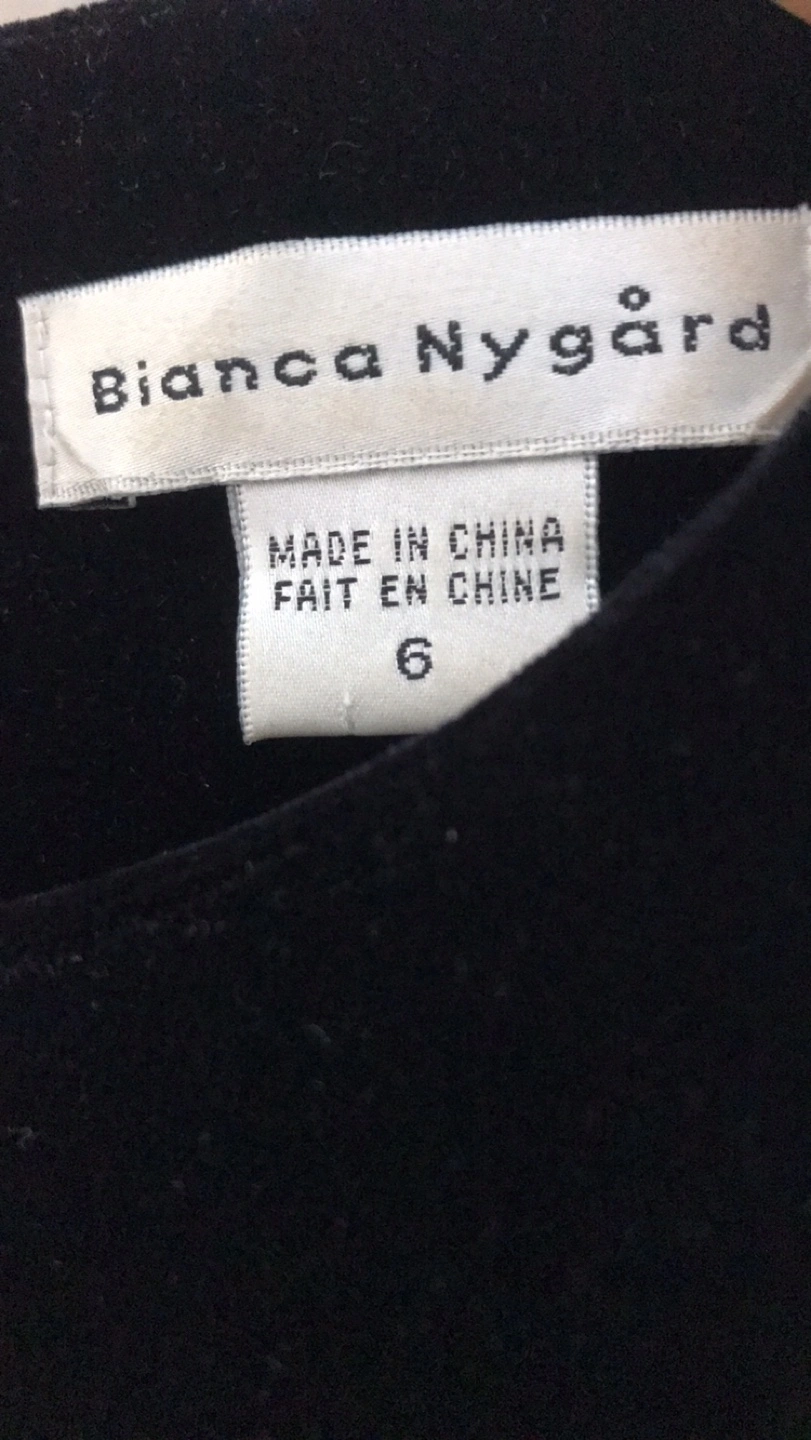 Bianca Nygård
MADE IN CHINA
FAIT EN CHINE
6